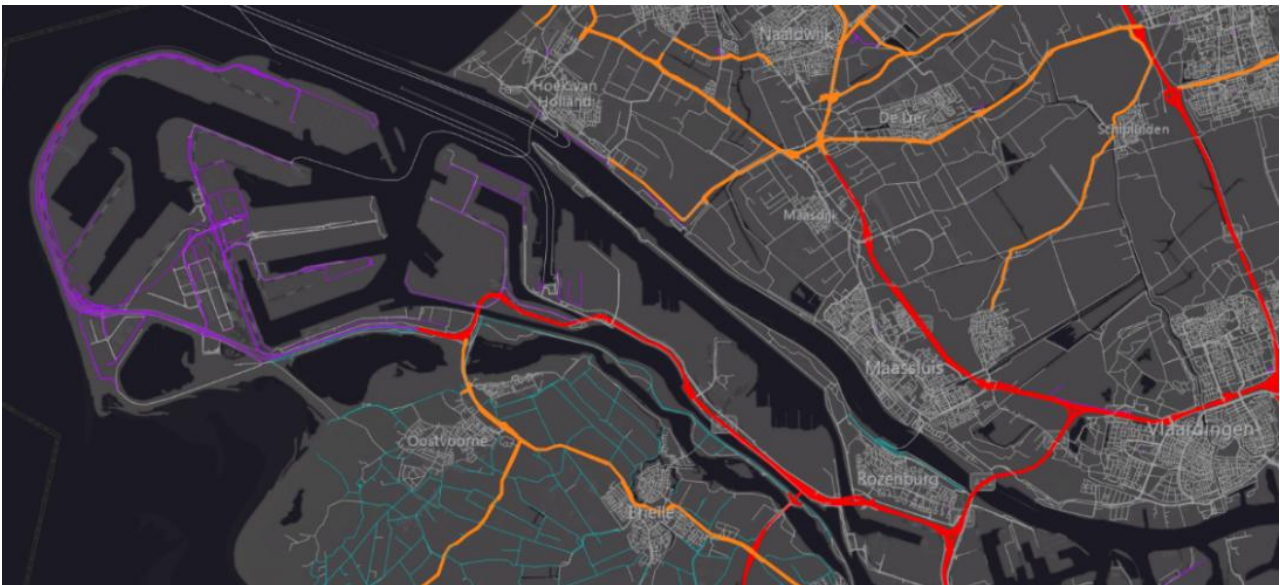 Naaldwijk
Hoek van
Holland
De Lier
Schipluiden
Maasdijk
Maassluis
Vlaardingen
Oostvoorne
Rozenburg
Brielle